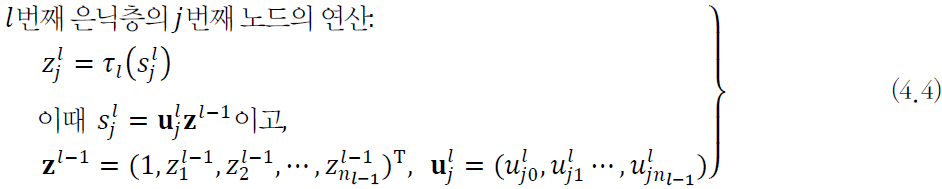 l번째 은닉층의 j번째 노드의 연산:
z_j^l = τ_l(s_j^l)
(4.4)
이때 s_j^l = u_j^l z^{l-1}이고,
z^{l-1} = (1, z_1^{l-1}, z_2^{l-1}, ⋯, z_{n_{l-1}}^{l-1})^T, u_j^l = (u_{j0}^l, u_{j1}^l ⋯, u_{jn_{l-1}}^l)